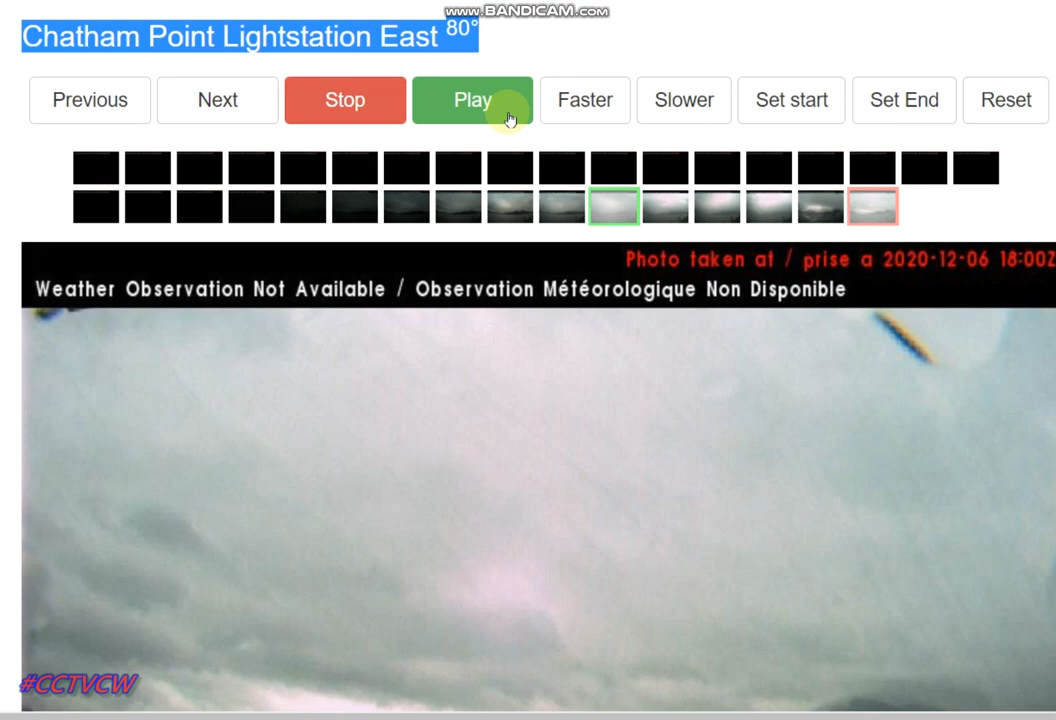 www.BANDICAM.com
Chatham Point Lightstation East 80°
Previous Next Stop Play Faster Slower Set start Set End Reset
Photo taken at / prise a 2020-12-06 18:00Z
Weather Observation Not Available / Observation Météorologique Non Disponible
#CCTVCW